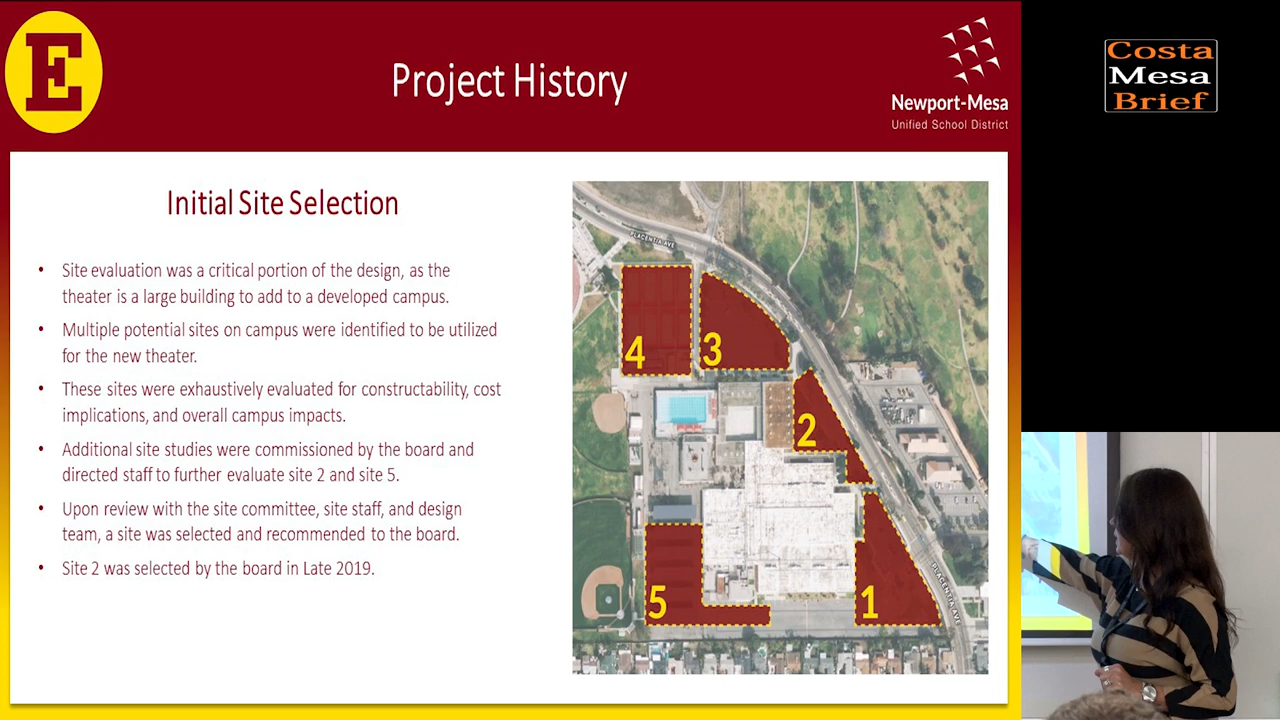 E
Project History
Newport-Mesa
Unified School District
Costa
Mesa
Brief
Initial Site Selection
• Site evaluation was a critical portion of the design, as the
theater is a large building to add to a developed campus.
• Multiple potential sites on campus were identified to be utilized
for the new theater.
• These sites were exhaustively evaluated for constructability, cost
implications, and overall campus impacts.
• Additional site studies were commissioned by the board and
directed staff to further evaluate site 2 and site 5.
• Upon review with the site committee, site staff, and design
team, a site was selected and recommended to the board.
• Site 2 was selected by the board in Late 2019.
PLACENTIA AVE
4
3
2
5
1
PLACENTIA AVE